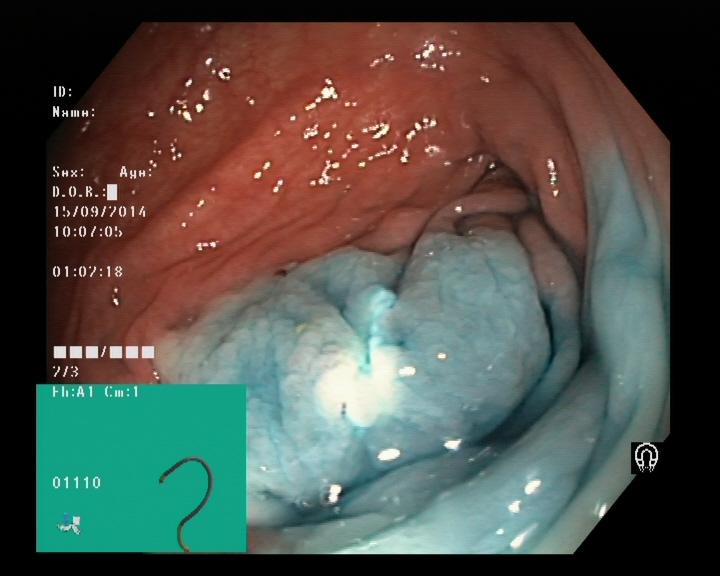 ID:
Name:
Sex: Age:
D.O.B.:
15/09/2014
10:07:05
01:02:18
■■■/■■■
2/3
Eh:A1 Cm:1
01110